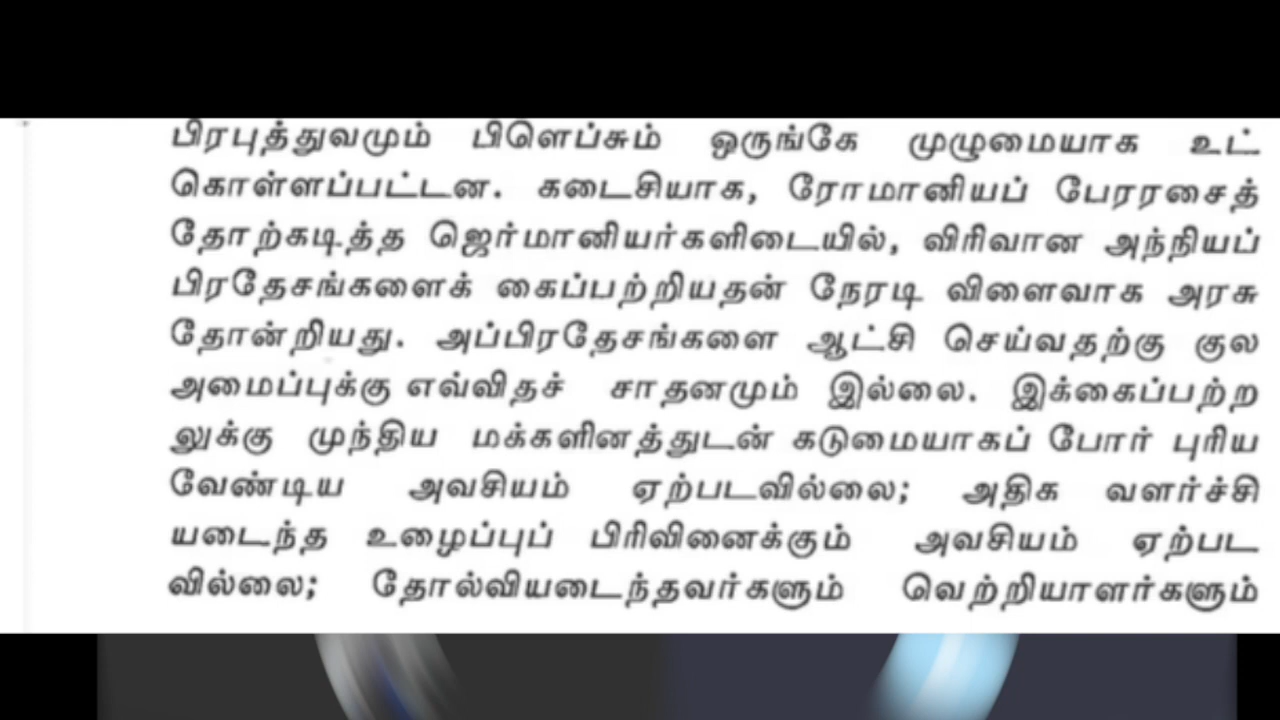 பிரபுத்துவமும் பிளெப்சும் ஒருங்கே முழுமையாக உட்
கொள்ளப்பட்டன. கடைசியாக, ரோமானியப் பேரரசைத்
தோற்கடித்த ஜெர்மானியர்களிடையில், விரிவான அந்நியப்
பிரதேசங்களைக் கைப்பற்றியதன் நேரடி விளைவாக அரசு
தோன்றியது. அப்பிரதேசங்களை ஆட்சி செய்வதற்கு குல
அமைப்புக்கு எவ்விதச் சாதனமும் இல்லை. இக்கைப்பற்ற
லுக்கு முந்திய மக்களினத்துடன் கடுமையாகப் போர் புரிய
வேண்டிய அவசியம் ஏற்படவில்லை; அதிக வளர்ச்சி
யடைந்த உழைப்புப் பிரிவினைக்கும் அவசியம் ஏற்பட
வில்லை; தோல்வியடைந்தவர்களும் வெற்றியாளர்களும்